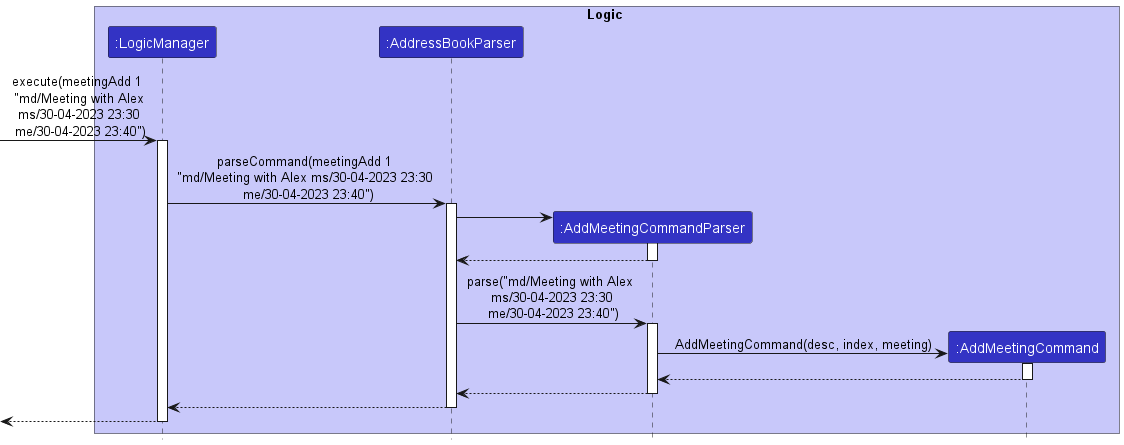 Logic
:LogicManager
:AddressBookParser
execute(meetingAdd 1
"md/Meeting with Alex
ms/30-04-2023 23:30
me/30-04-2023 23:40")
parseCommand(meetingAdd 1
"md/Meeting with Alex ms/30-04-2023 23:30
me/30-04-2023 23:40")
:AddMeetingCommandParser
parse("md/Meeting with Alex
ms/30-04-2023 23:30
me/30-04-2023 23:40")
AddMeetingCommand(desc, index, meeting)
:AddMeetingCommand